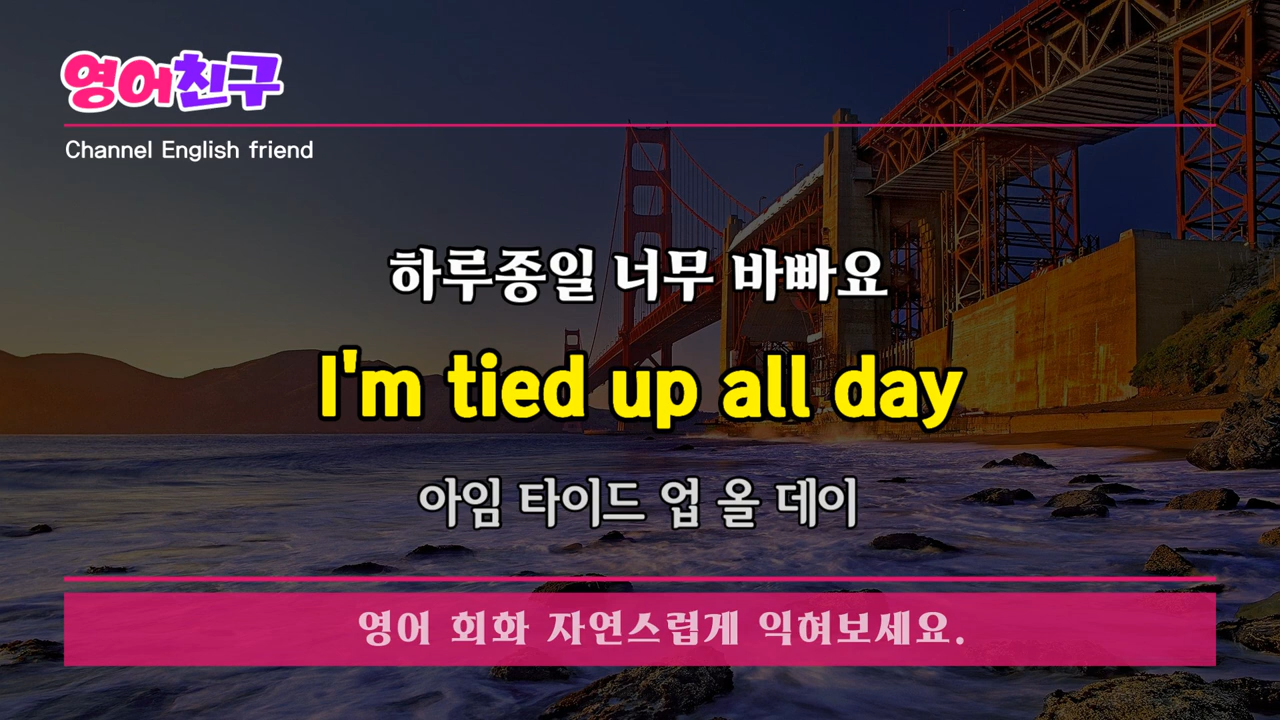 영어친구
Channel English friend
하루종일 너무 바빠요
I'm tied up all day
아임 타이드 업 올 데이
영어 회화 자연스럽게 익혀보세요.